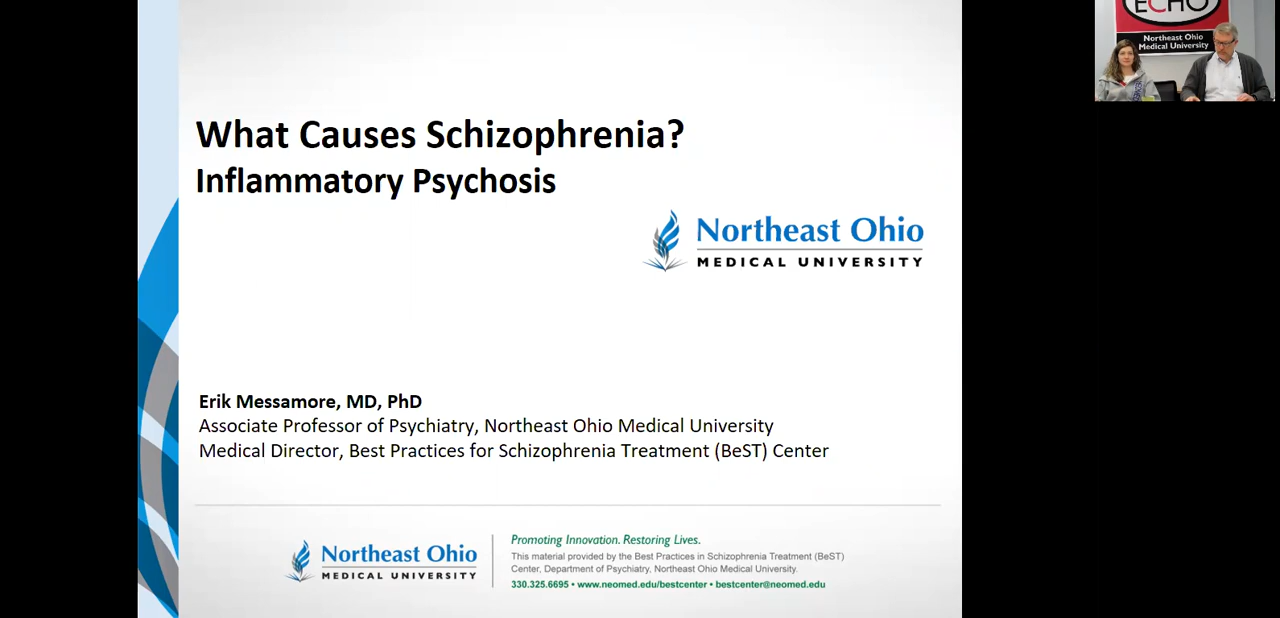 What Causes Schizophrenia?
Inflammatory Psychosis
Northeast Ohio
MEDICAL UNIVERSITY
Erik Messamore, MD, PhD
Associate Professor of Psychiatry, Northeast Ohio Medical University
Medical Director, Best Practices for Schizophrenia Treatment (BeST) Center
Northeast Ohio
MEDICAL UNIVERSITY
Promoting Innovation. Restoring Lives.
This material provided by the Best Practices in Schizophrenia Treatment (BeST)
Center, Department of Psychiatry, Northeast Ohio Medical University.
330.325.6695 • www.neomed.edu/bestcenter • bestcenter@neomed.edu
ECHO
Northeast Ohio
Medical University